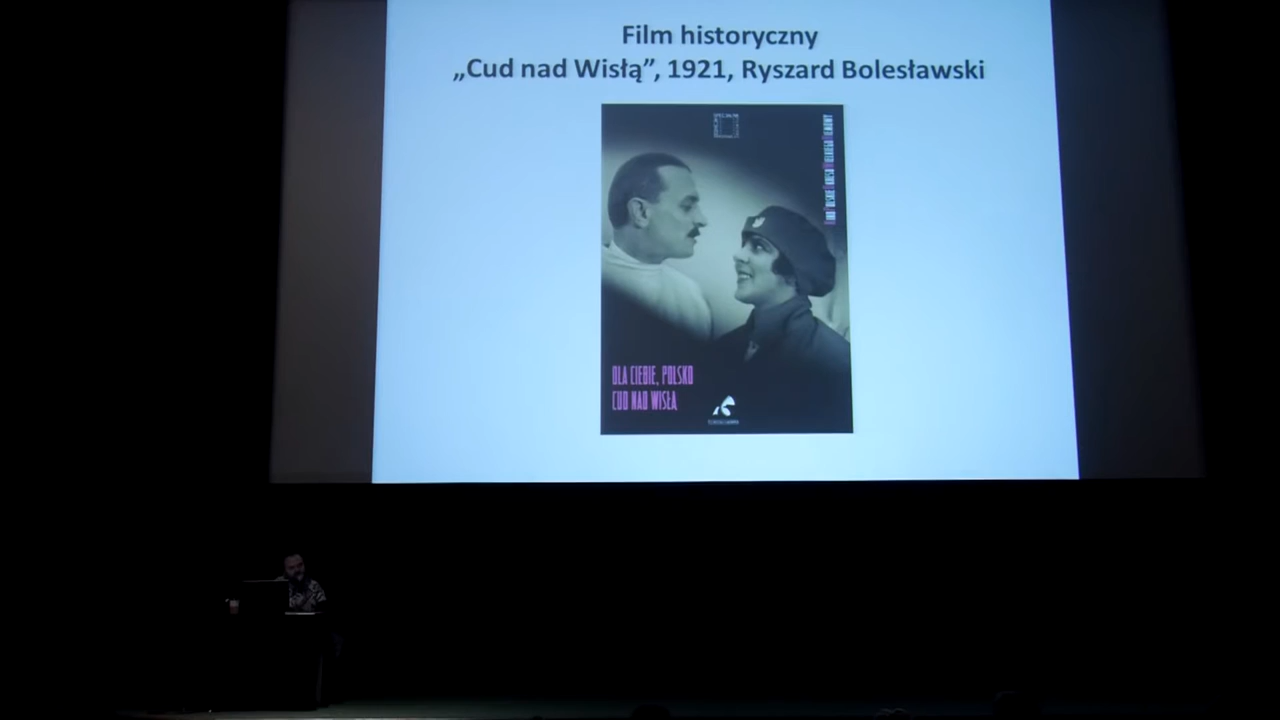 Film historyczny
„Cud nad Wisłą”, 1921, Ryszard Bolesławski
DLA CIEBIE, POLSKO
CUD NAD WISŁĄ